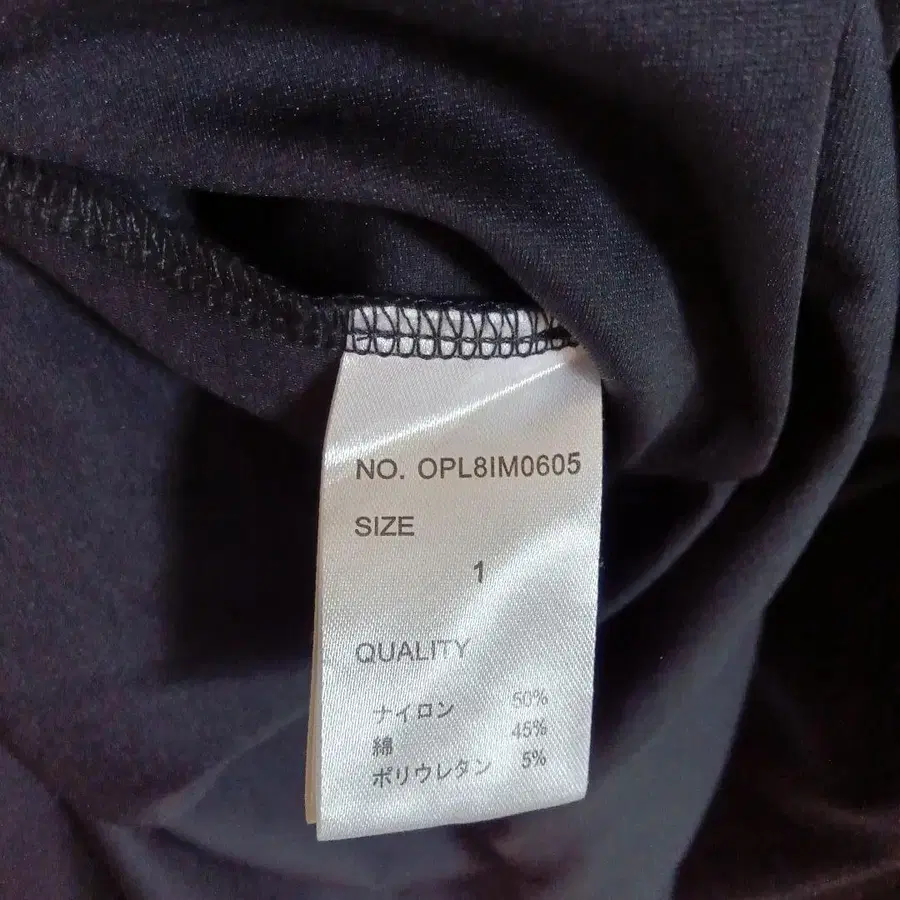 NO. OPL8IM0605
SIZE
1
QUALITY
ナイロン 50%
綿 45%
ポリウレタン 5%